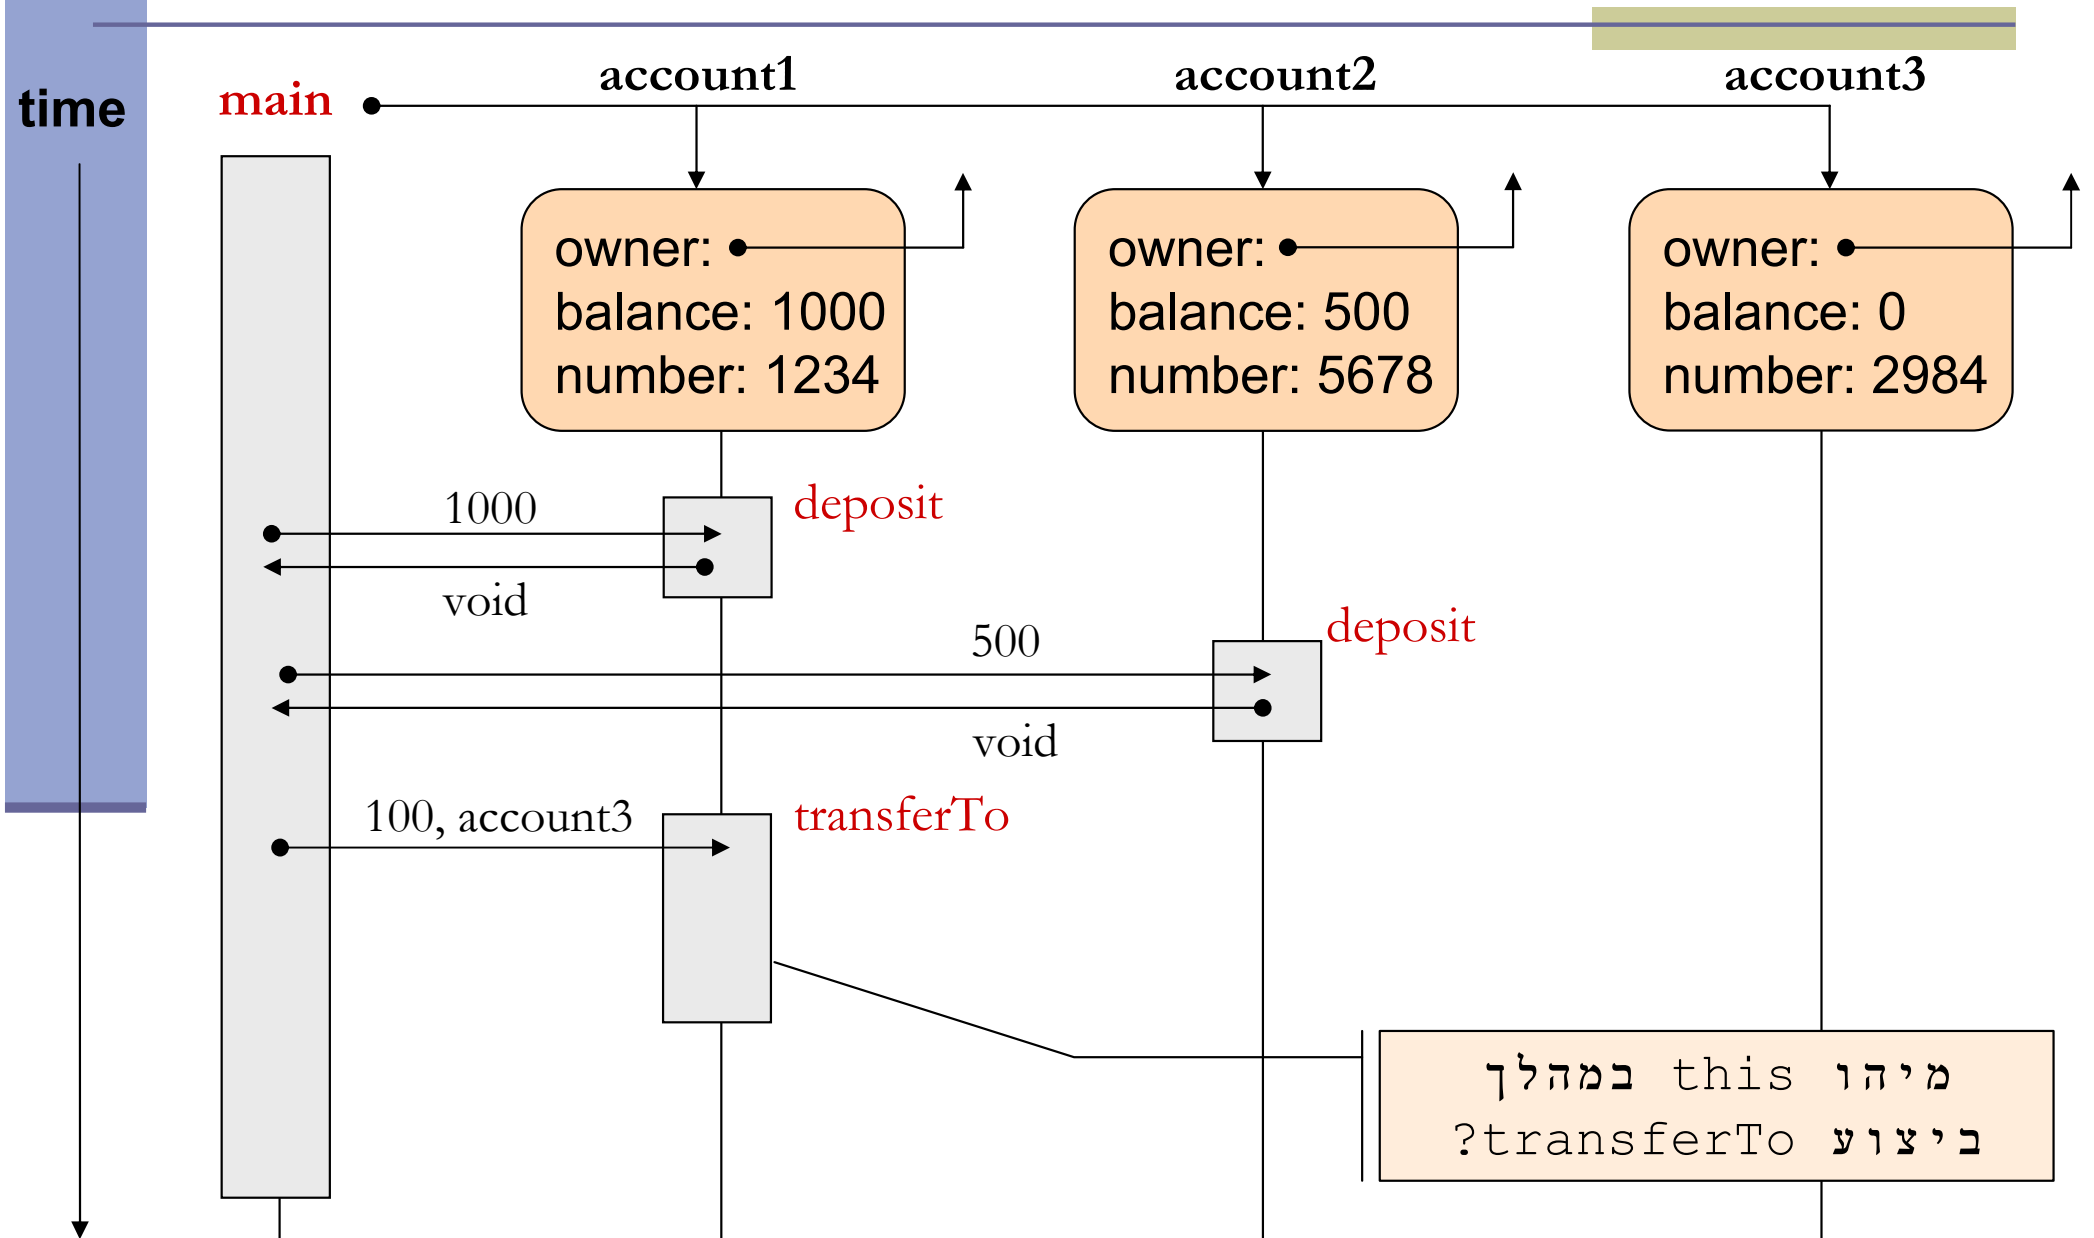 time
main
account1
account2
account3
owner:
balance: 1000
number: 1234
owner:
balance: 500
number: 5678
owner:
balance: 0
number: 2984
1000
deposit
void
500
deposit
void
100, account3
transferTo
מיהו this במהלך
ביצוע transferTo?